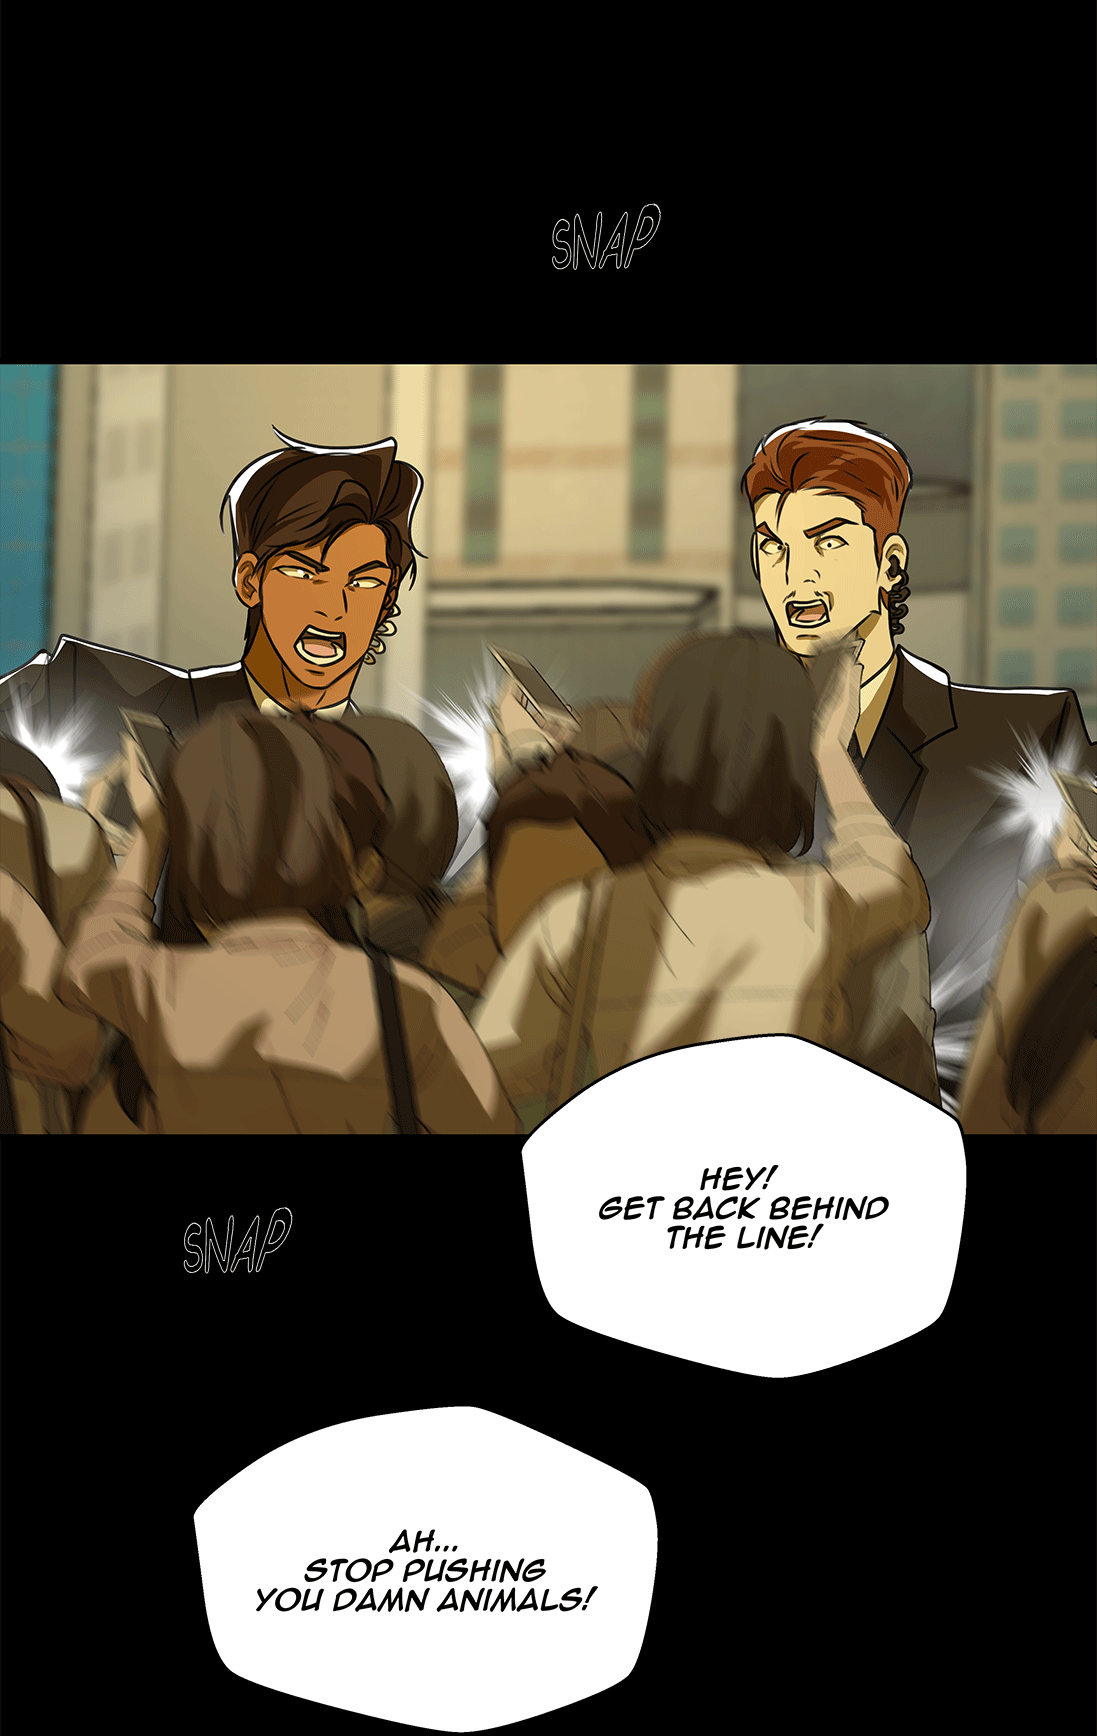 SNAP
HEY!
GET BACK BEHIND
THE LINE!
SNAP
AH...
STOP PUSHING
YOU DAMN ANIMALS!